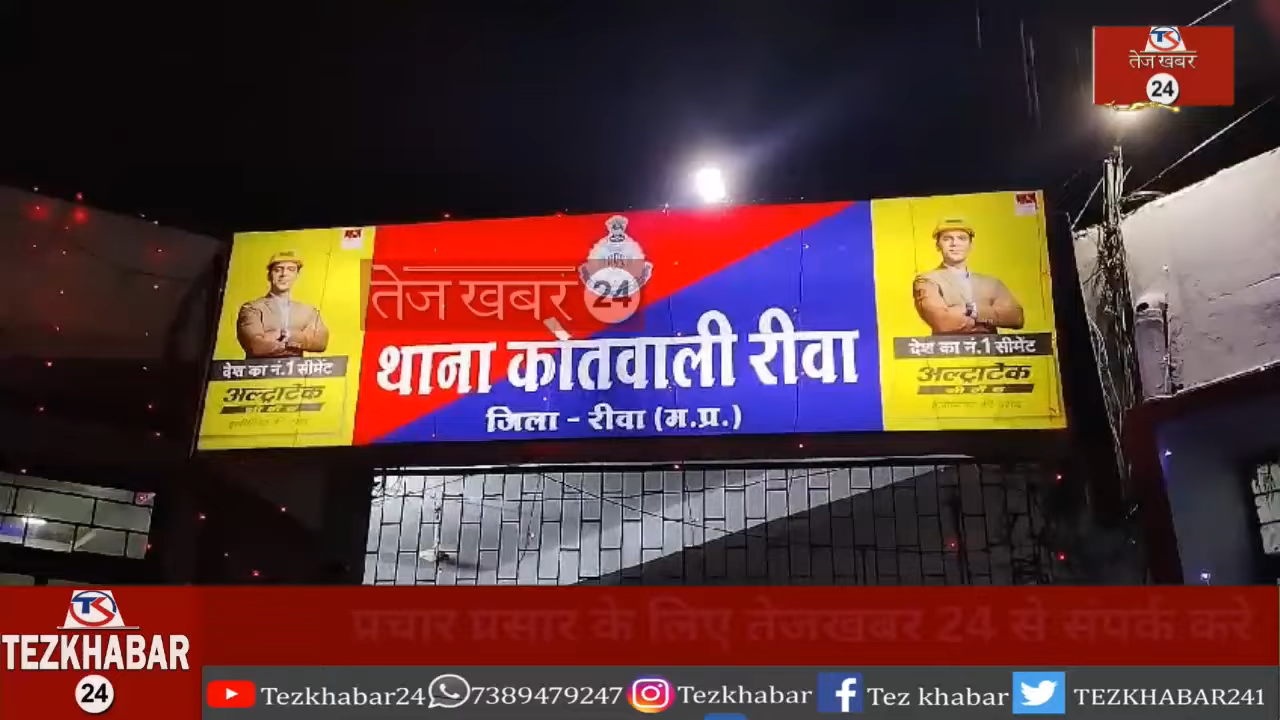 तेज खबर
24
तेज खबर 24
थाना कोतवाली रीवा
जिला - रीवा (म.प्र.)
देश का नं.1 सीमेंट
अल्ट्राटेक
सीमेंट
देश का नं.1 सीमेंट
अल्ट्राटेक
सीमेंट
प्रचार प्रसार के लिए तेजखबर 24 से संपर्क करे
TEZKHABAR
24
Tezkhabar24 7389479247 Tezkhabar Tez khabar TEZKHABAR241